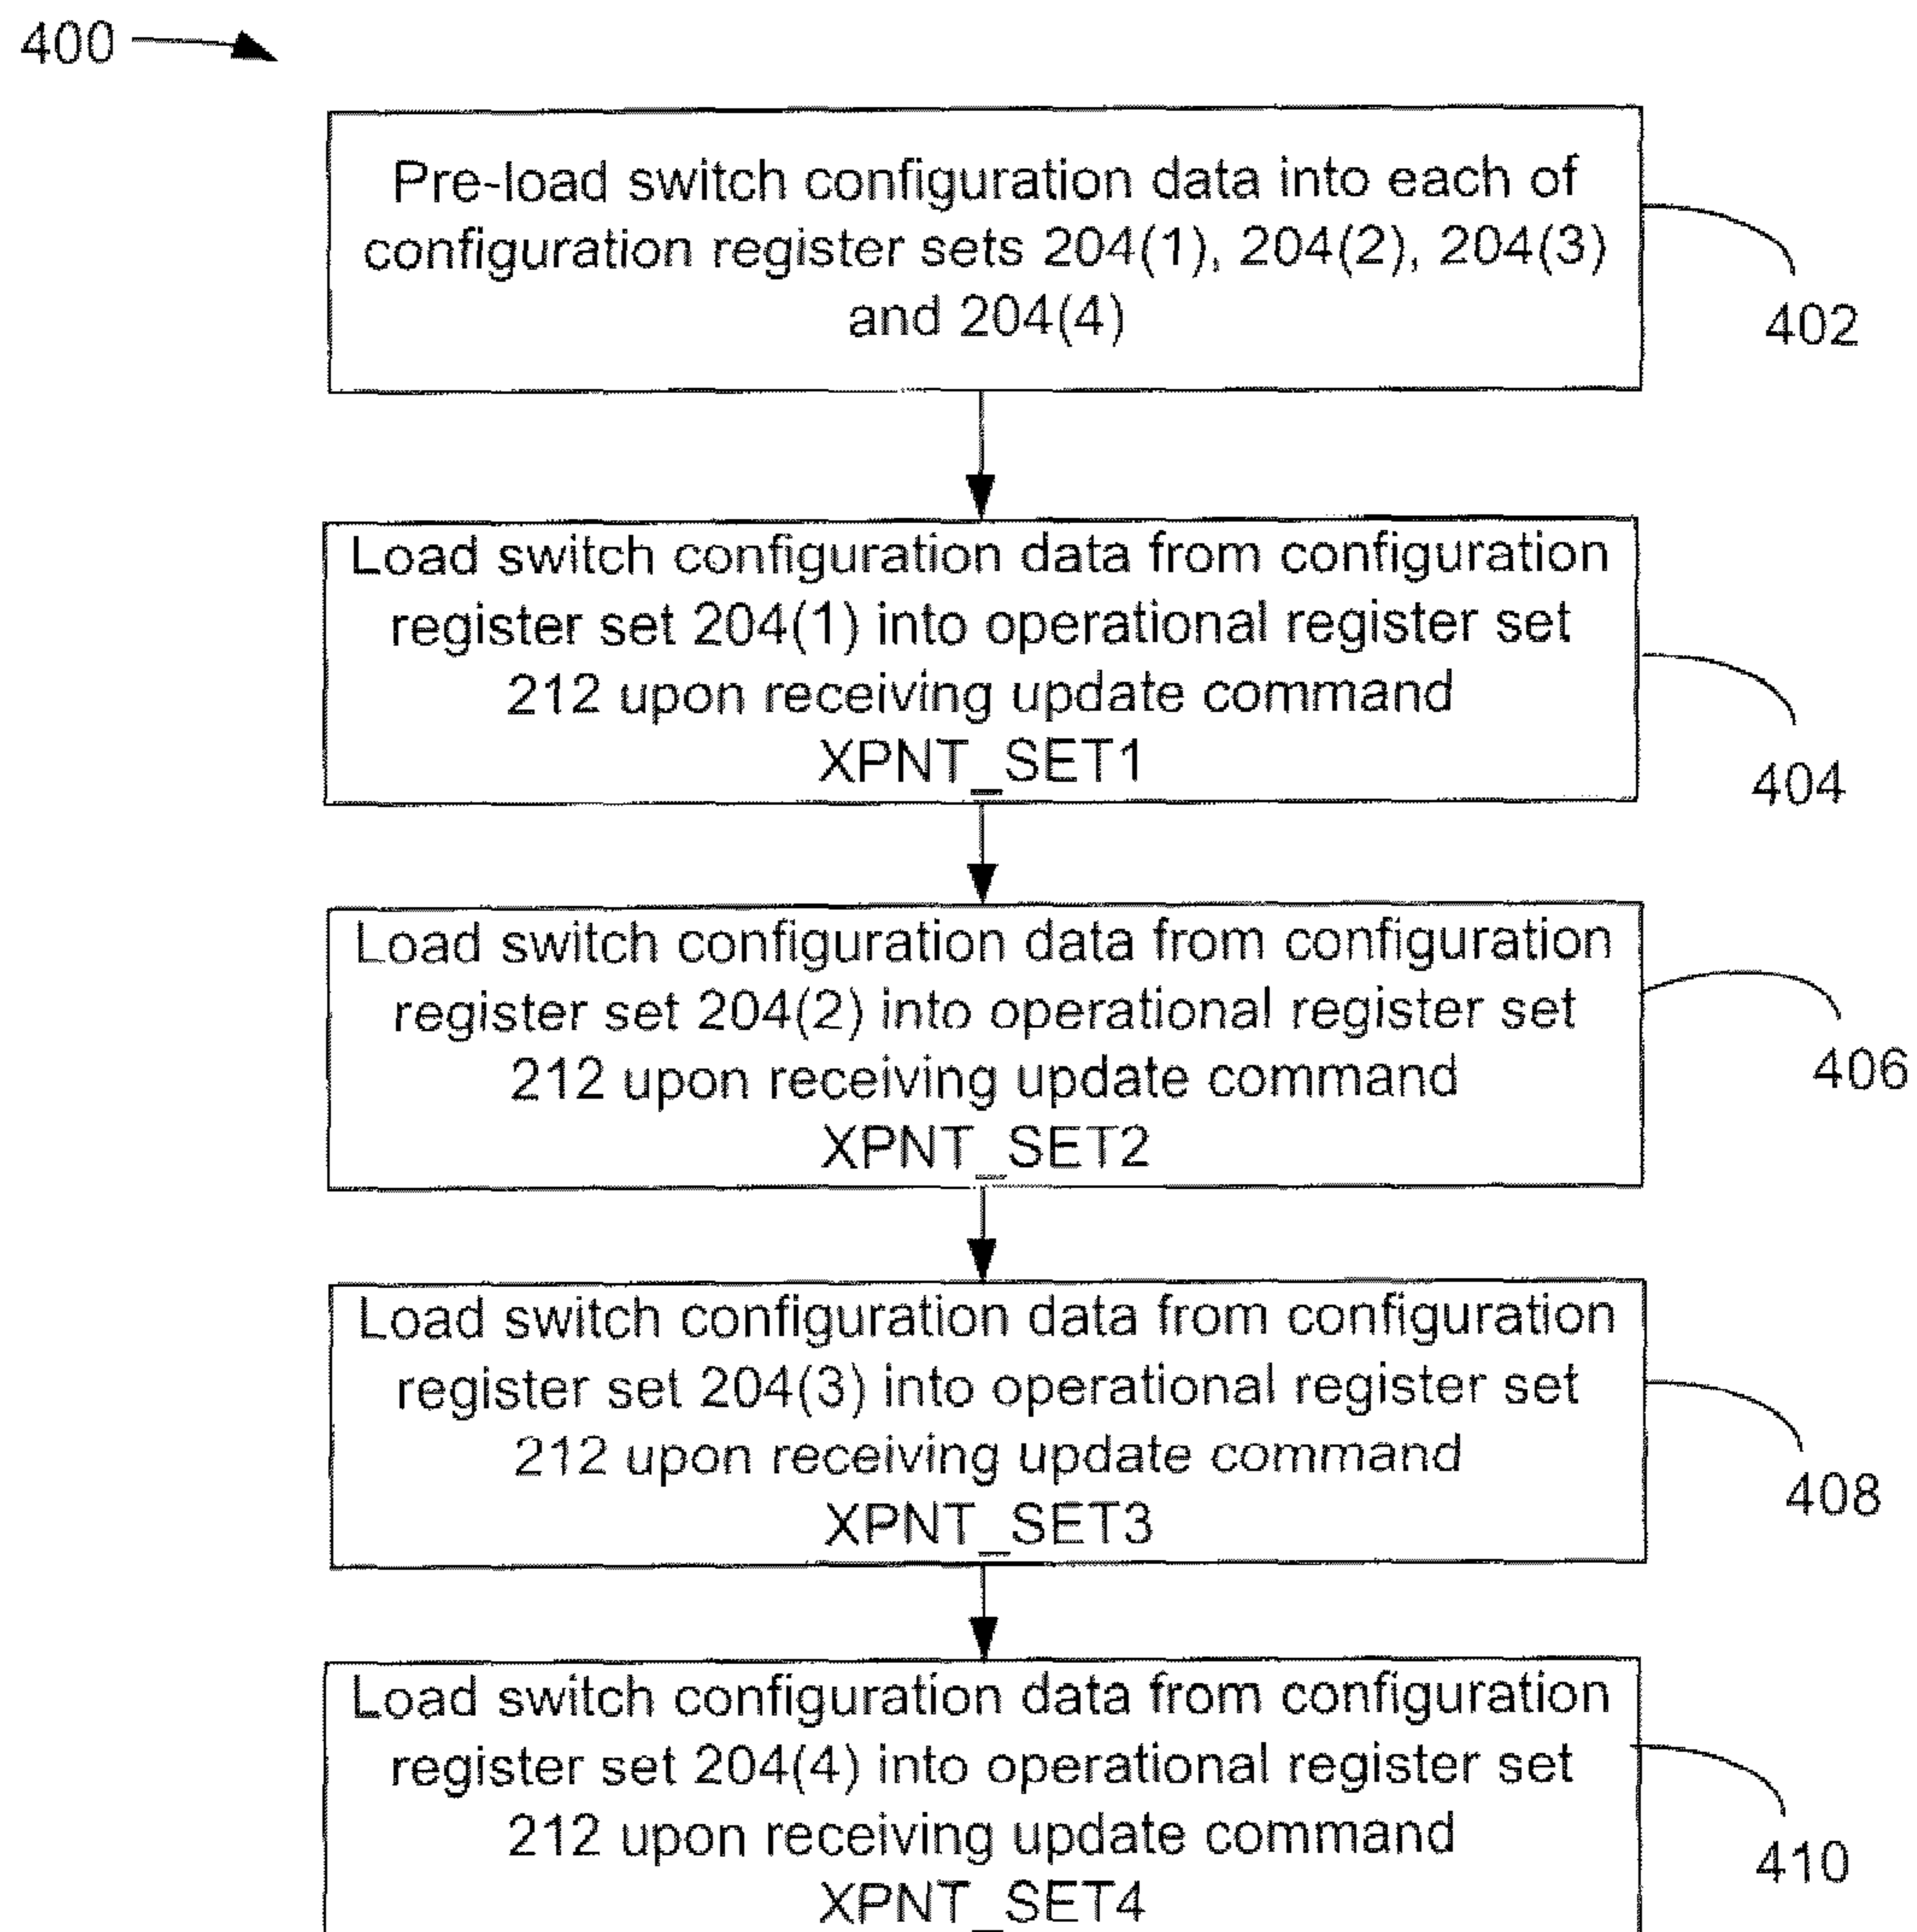 400
Pre-load switch configuration data into each of
configuration register sets 204(1), 204(2), 204(3)
and 204(4)
402
Load switch configuration data from configuration
register set 204(1) into operational register set
212 upon receiving update command
XPNT_SET1
404
Load switch configuration data from configuration
register set 204(2) into operational register set
212 upon receiving update command
XPNT_SET2
406
Load switch configuration data from configuration
register set 204(3) into operational register set
212 upon receiving update command
XPNT_SET3
408
Load switch configuration data from configuration
register set 204(4) into operational register set
212 upon receiving update command
XPNT_SET4
410